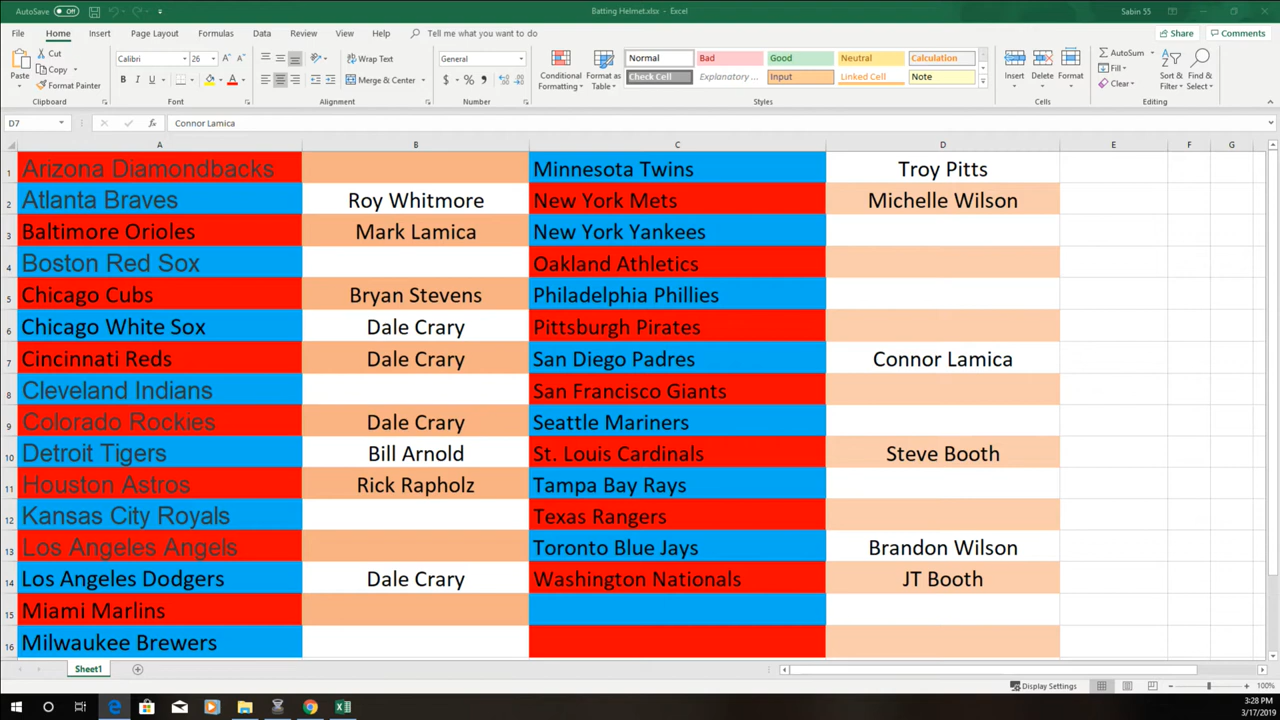 AutoSave Off
Batting Helmet.xlsx - Excel
Sabin 55
File Home Insert Page Layout Formulas Data Review View Help Tell me what you want to do Share Comments
Paste
Cut
Copy
Format Painter
Clipboard
Calibri 26
B I U
Font
Wrap Text
Merge & Center
Alignment
General
$ % ,
Number
Conditional Formatting
Format as Table
Normal Bad Good Neutral Calculation
Check Cell Explanatory ... Input Linked Cell Note
Styles
Insert Delete Format
Cells
AutoSum
Fill
Clear
Sort & Filter
Find & Select
Editing
D7 fx Connor Lamica
A B C D E F G
1 Arizona Diamondbacks Minnesota Twins Troy Pitts
2 Atlanta Braves Roy Whitmore New York Mets Michelle Wilson
3 Baltimore Orioles Mark Lamica New York Yankees
4 Boston Red Sox Oakland Athletics
5 Chicago Cubs Bryan Stevens Philadelphia Phillies
6 Chicago White Sox Dale Crary Pittsburgh Pirates
7 Cincinnati Reds Dale Crary San Diego Padres Connor Lamica
8 Cleveland Indians San Francisco Giants
9 Colorado Rockies Dale Crary Seattle Mariners
10 Detroit Tigers Bill Arnold St. Louis Cardinals Steve Booth
11 Houston Astros Rick Rapholz Tampa Bay Rays
12 Kansas City Royals Texas Rangers
13 Los Angeles Angels Toronto Blue Jays Brandon Wilson
14 Los Angeles Dodgers Dale Crary Washington Nationals JT Booth
15 Miami Marlins
16 Milwaukee Brewers
Sheet1
Display Settings 100%
3:28 PM
3/17/2019